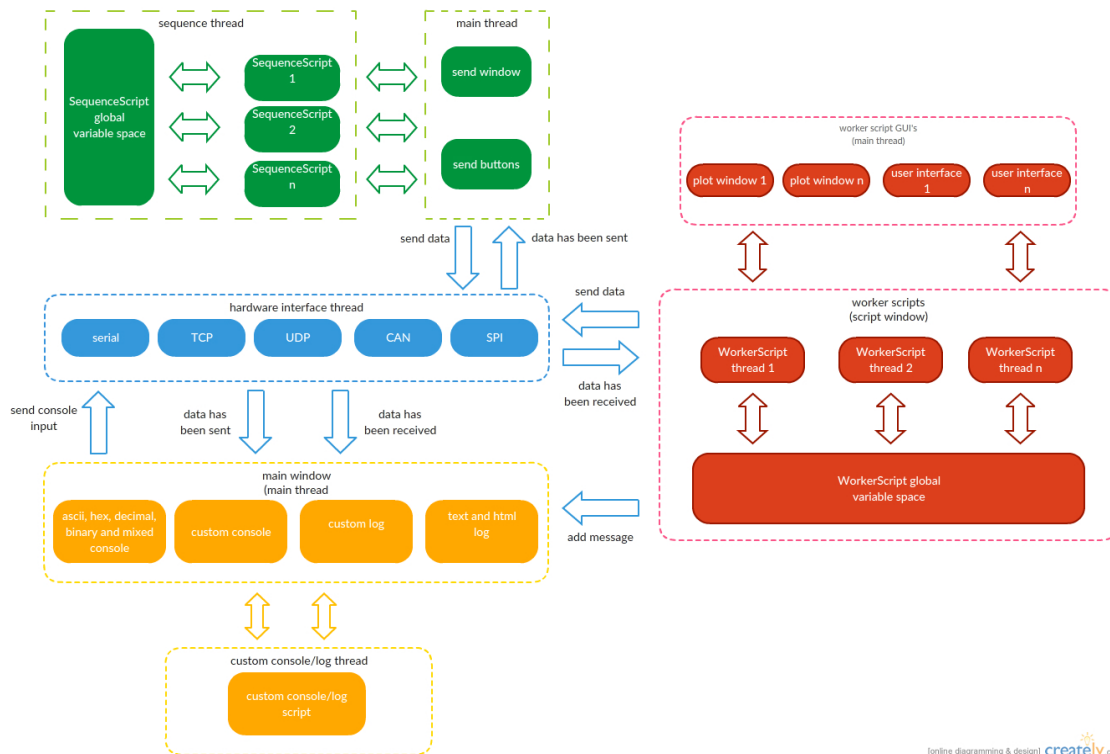 sequence thread
SequenceScript
global
variable space
SequenceScript
1
SequenceScript
2
SequenceScript
n
main thread
send window
send buttons
worker script GUI's
(main thread)
plot window 1
plot window n
user interface
1
user interface
n
send data
data has been sent
hardware interface thread
serial
TCP
UDP
CAN
SPI
send data
data has
been received
worker scripts
(script window)
WorkerScript
thread 1
WorkerScript
thread 2
WorkerScript
thread n
WorkerScript global
variable space
send console
input
data has
been sent
data has
been received
main window
(main thread
ascii, hex, decimal,
binary and mixed
console
custom console
custom log
text and html
log
add message
custom console/log thread
custom console/log
script
[online diagramming & design] creately